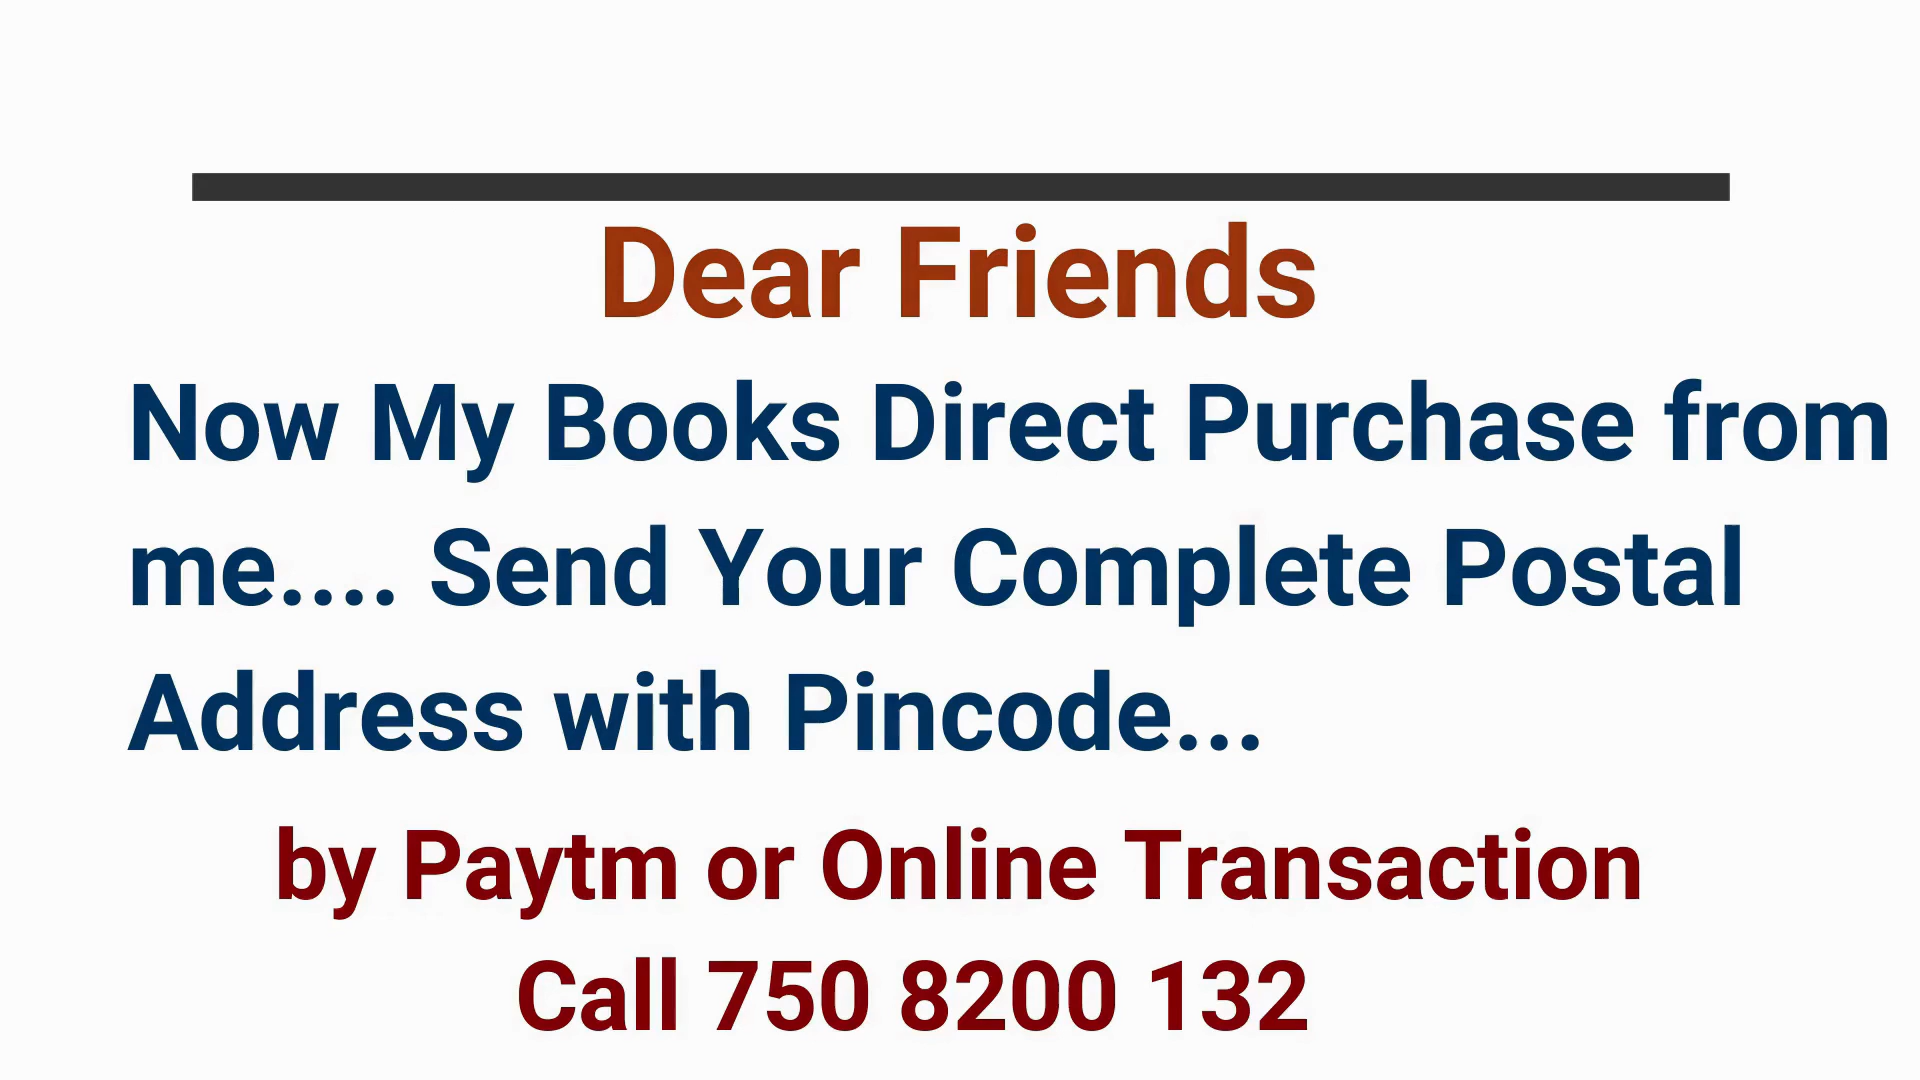 Dear Friends
Now My Books Direct Purchase from
me.... Send Your Complete Postal
Address with Pincode...
by Paytm or Online Transaction
Call 750 8200 132